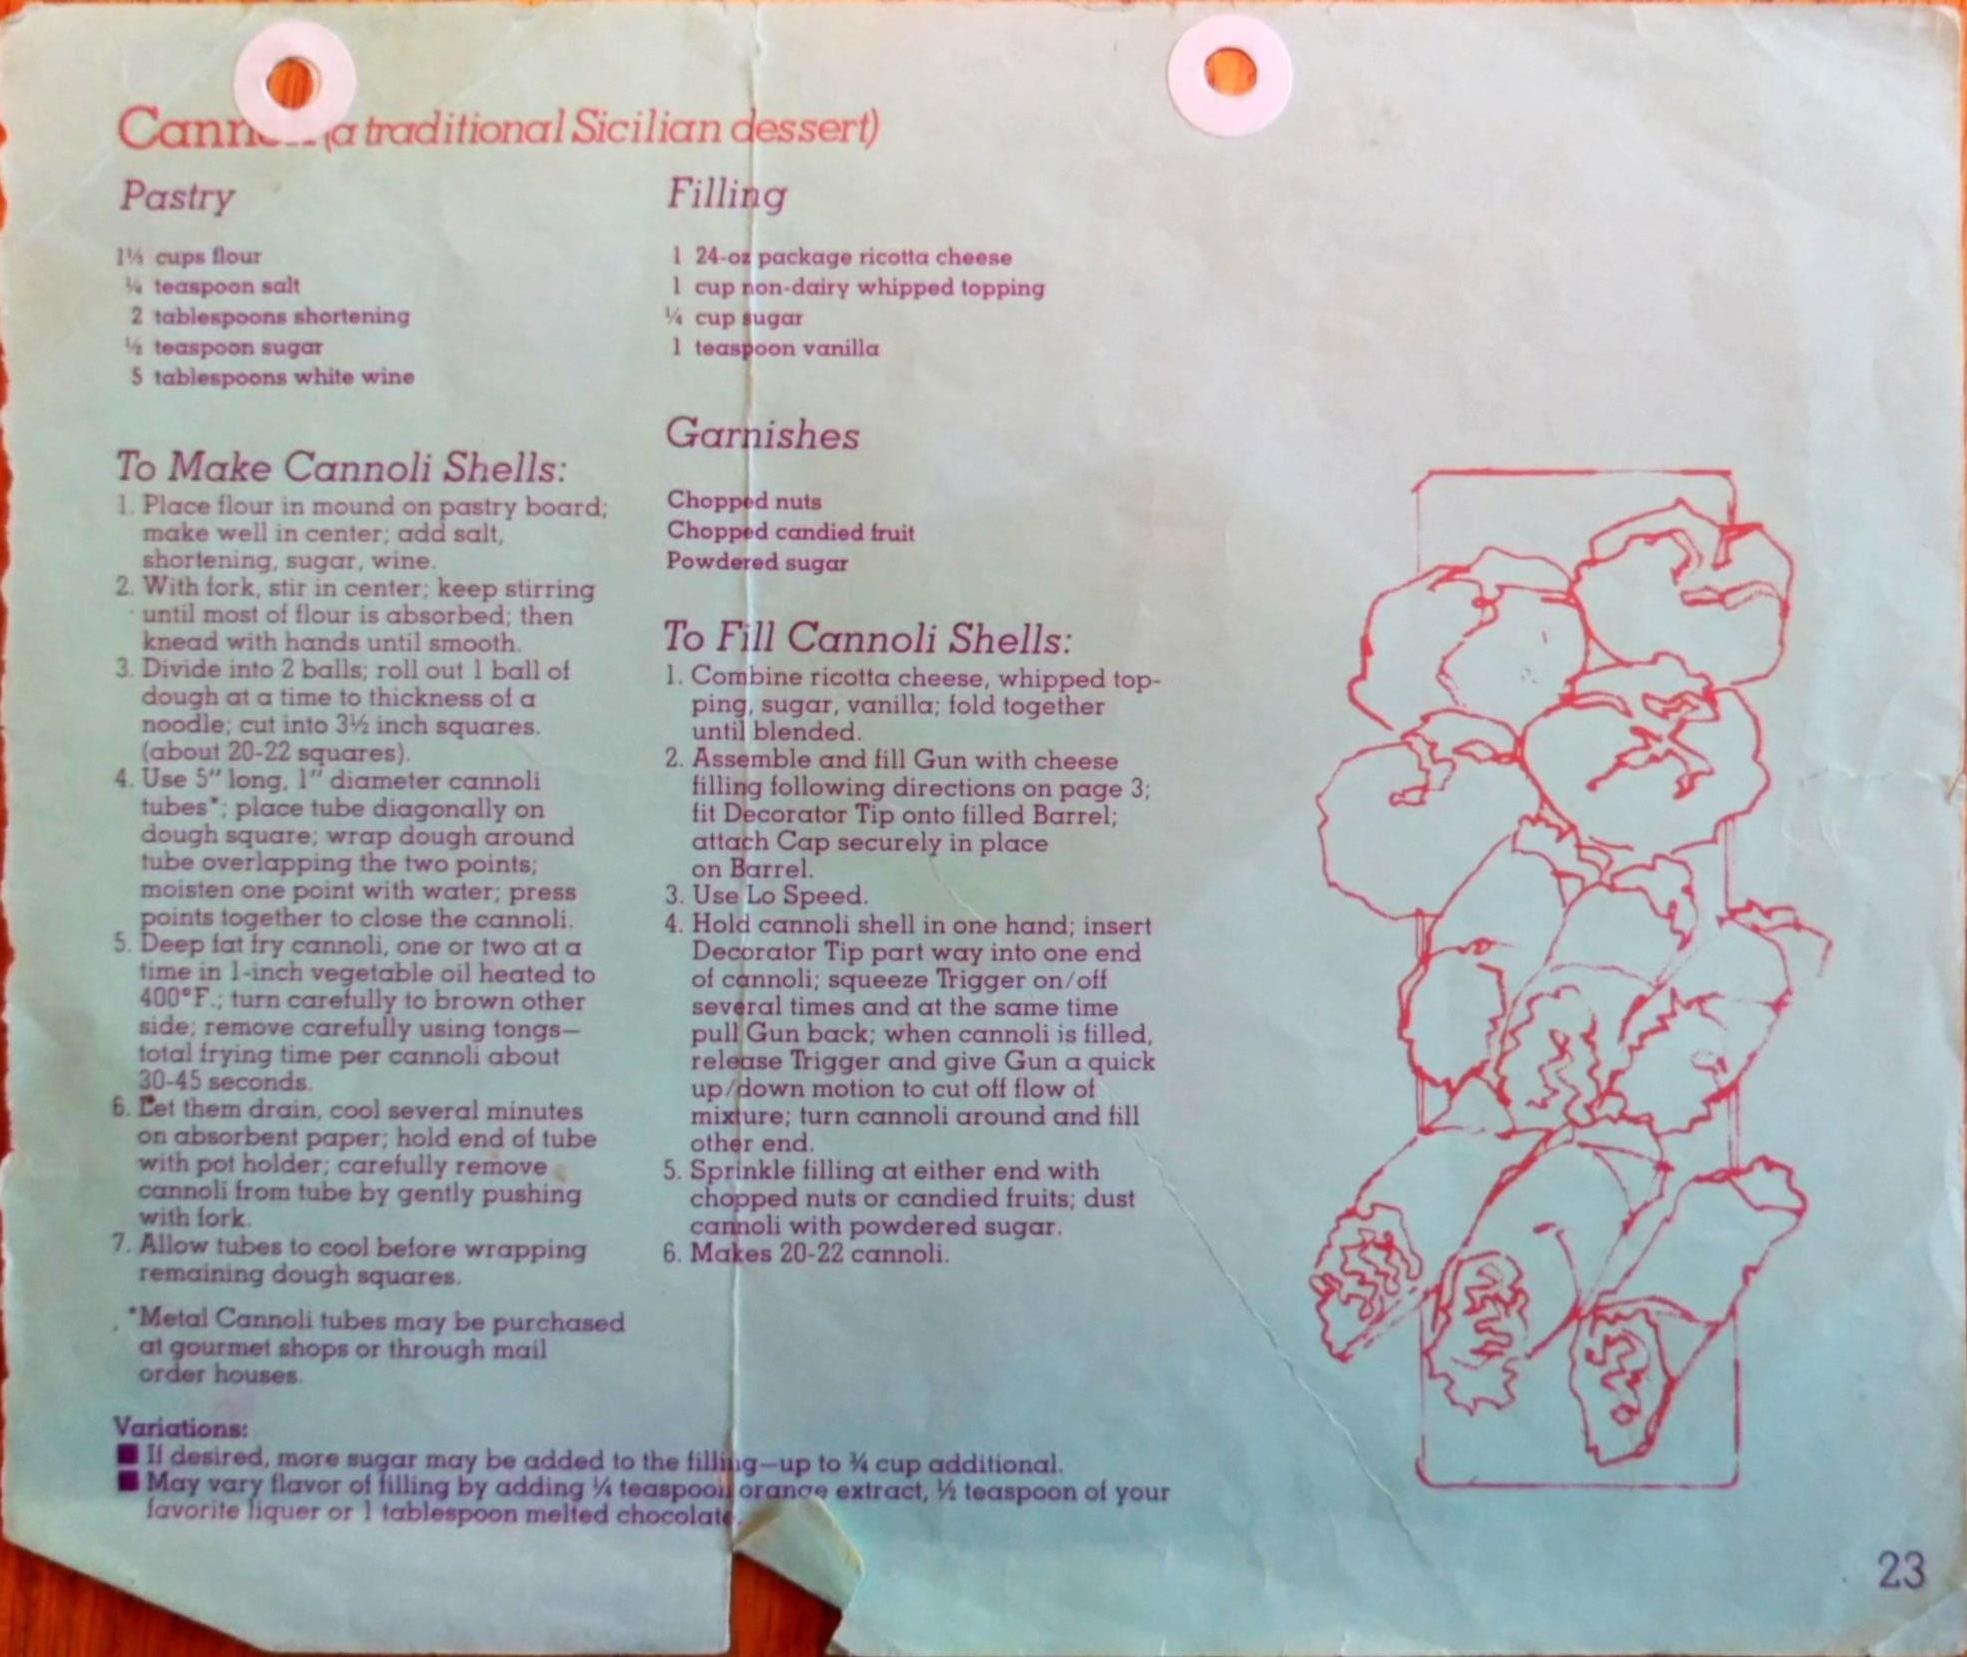 Cannoli (a traditional Sicilian dessert)
Pastry
cups flour
teaspoon salt
2 tablespoons shortening
½ teaspoon sugar
5 tablespoons white wine
To Make Cannoli Shells:
1. Place flour in mound on pastry board;
make well in center; add salt,
shortening, sugar, wine.
2. With fork, stir in center; keep stirring
until most of flour is absorbed; then
knead with hands until smooth.
3. Divide into 2 balls; roll out 1 ball of
dough at a time to thickness of a
noodle; cut into 3½ inch squares.
(about 20-22 squares).
4. Use 5" long, 1" diameter cannoli
tubes*; place tube diagonally on
dough square; wrap dough around
tube overlapping the two points;
moisten one point with water; press
points together to close the cannoli.
5. Deep fat fry cannoli, one or two at a
time in 1-inch vegetable oil heated to
400°F.; turn carefully to brown other
side; remove carefully using tongs—
total frying time per cannoli about
30-45 seconds.
6. Let them drain, cool several minutes
on absorbent paper; hold end of tube
with pot holder; carefully remove
cannoli from tube by gently pushing
with fork.
7. Allow tubes to cool before wrapping
remaining dough squares.
*Metal Cannoli tubes may be purchased
at gourmet shops or through mail
order houses.
Filling
1 24-oz package ricotta cheese
1 cup non-dairy whipped topping
¼ cup sugar
1 teaspoon vanilla
Garnishes
Chopped nuts
Chopped candied fruit
Powdered sugar
To Fill Cannoli Shells:
1. Combine ricotta cheese, whipped top-
ping, sugar, vanilla; fold together
until blended.
2. Assemble and fill Gun with cheese
filling following directions on page 3;
fit Decorator Tip onto filled Barrel;
attach Cap securely in place
on Barrel.
3. Use Lo Speed.
4. Hold cannoli shell in one hand; insert
Decorator Tip part way into one end
of cannoli; squeeze Trigger on/off
several times and at the same time
pull Gun back; when cannoli is filled,
release Trigger and give Gun a quick
up/down motion to cut off flow of
mixture; turn cannoli around and fill
other end.
5. Sprinkle filling at either end with
chopped nuts or candied fruits; dust
cannoli with powdered sugar.
6. Makes 20-22 cannoli.
Variations:
■ If desired, more sugar may be added to the filling—up to ¾ cup additional.
■ May vary flavor of filling by adding ¼ teaspoon orange extract, ½ teaspoon of your
favorite liquer or 1 tablespoon melted chocolate.
23